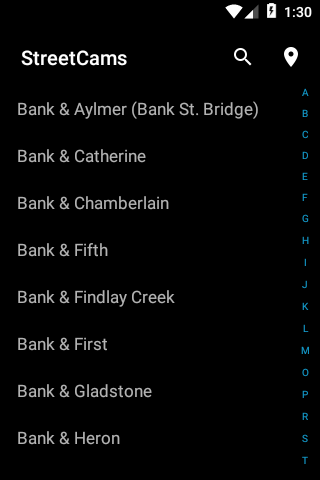 1:30
StreetCams
Bank & Aylmer (Bank St. Bridge)
Bank & Catherine
Bank & Chamberlain
Bank & Fifth
Bank & Findlay Creek
Bank & First
Bank & Gladstone
Bank & Heron
A
B
C
D
E
F
G
H
I
J
K
L
M
O
P
R
S
T